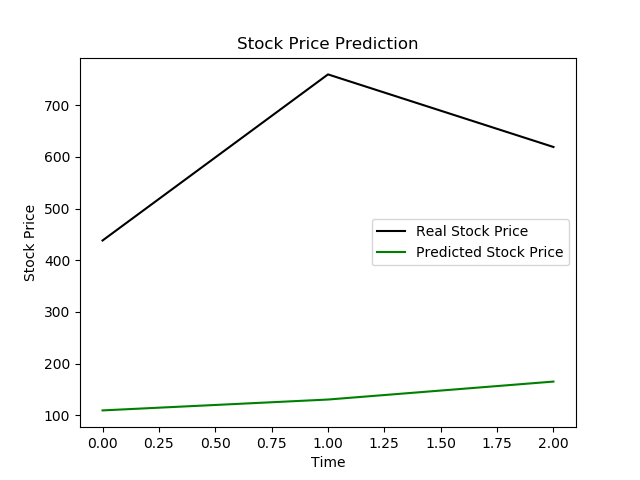 Stock Price Prediction
Stock Price
700
600
500
400
300
200
100
Real Stock Price
Predicted Stock Price
0.00 0.25 0.50 0.75 1.00 1.25 1.50 1.75 2.00
Time